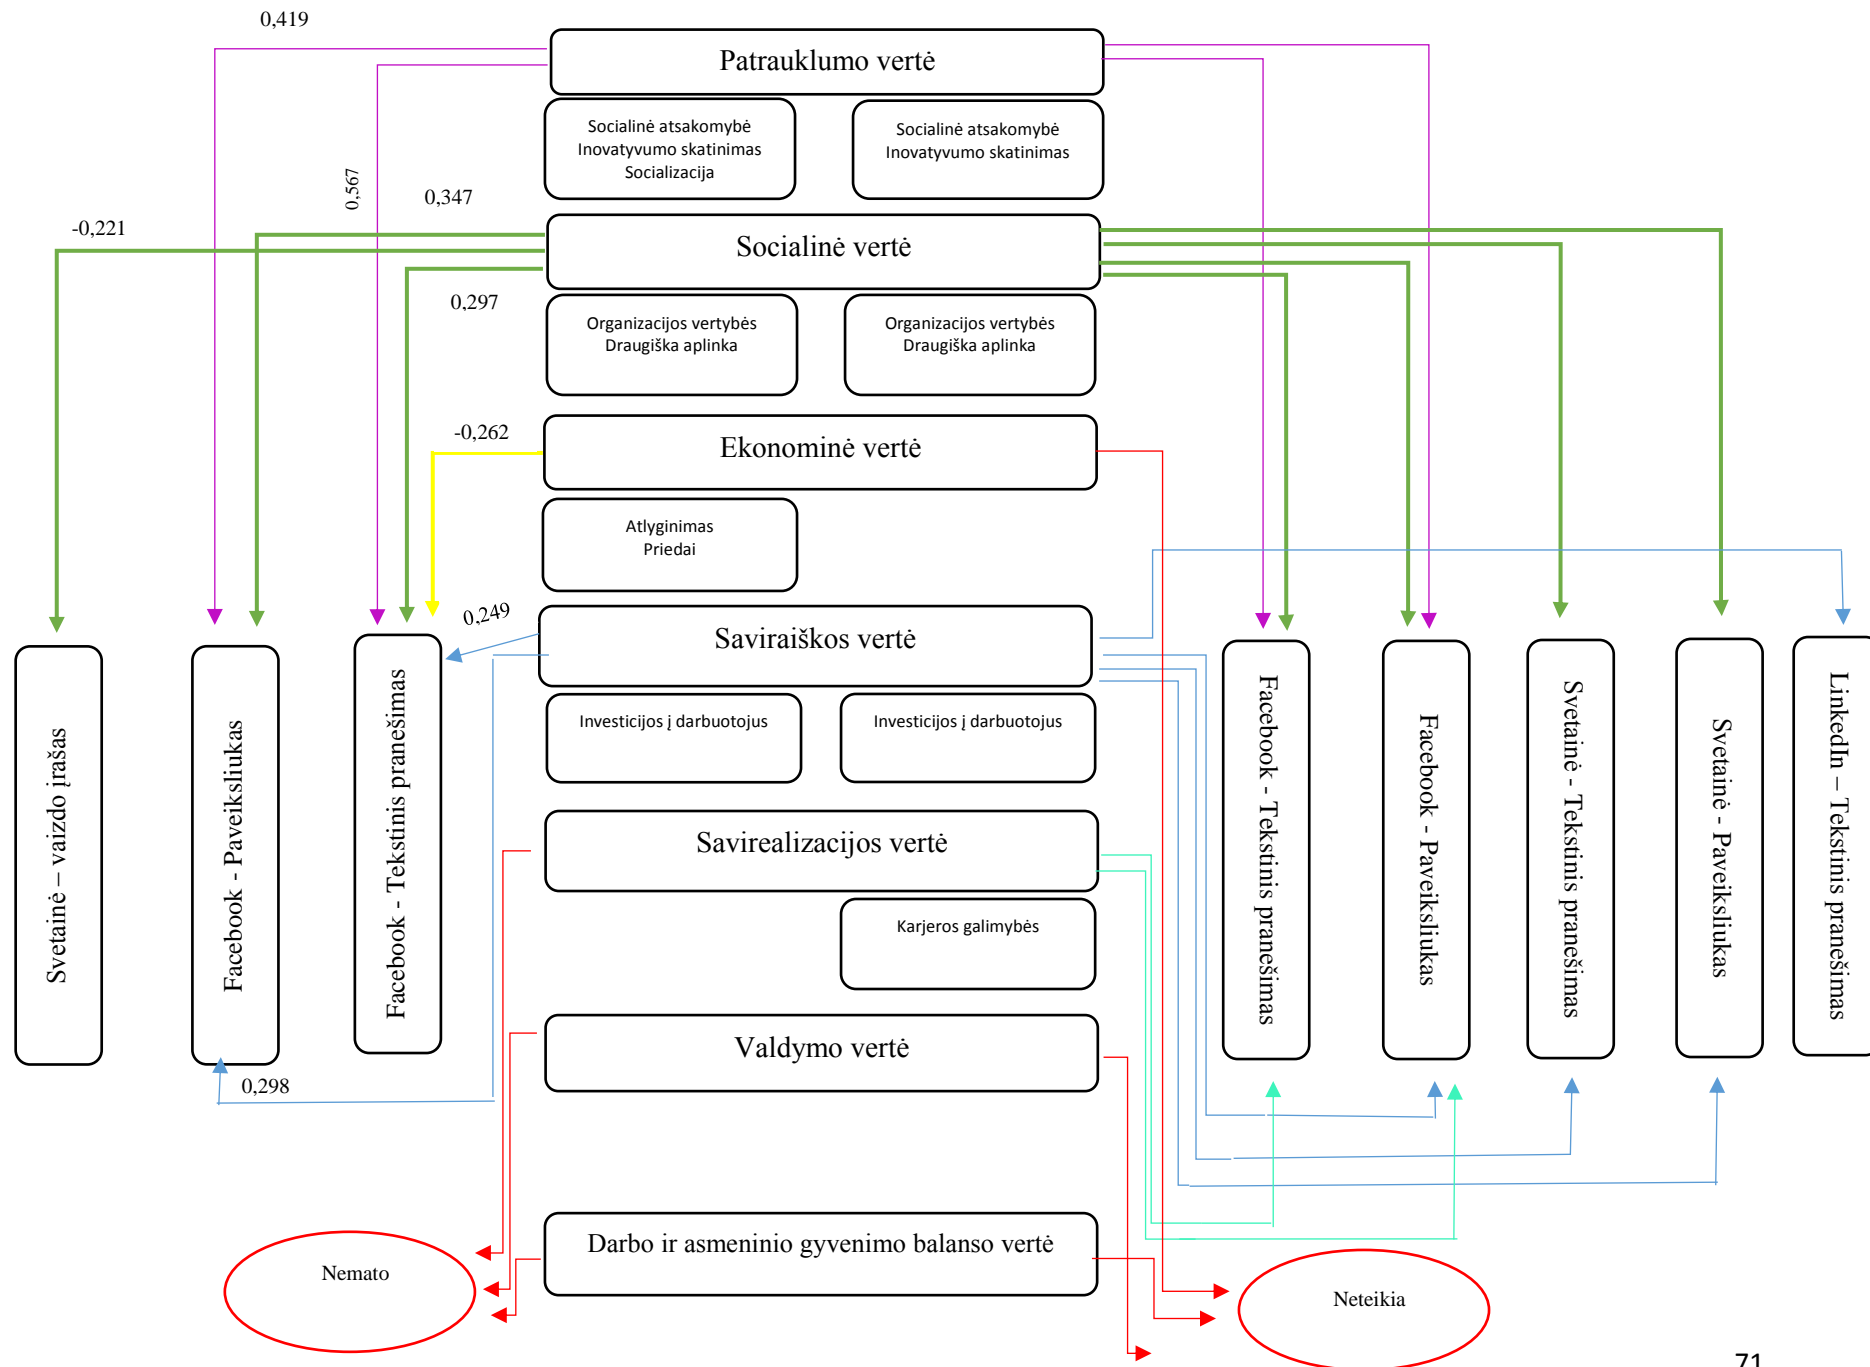 0,419
Patrauklumo vertė
Socialinė atsakomybė
Inovatyvumo skatinimas
Socializacija
Socialinė atsakomybė
Inovatyvumo skatinimas
0,567
0,347
-0,221
Socialinė vertė
0,297
Organizacijos vertybės
Draugiška aplinka
Organizacijos vertybės
Draugiška aplinka
-0,262
Ekonominė vertė
Atlyginimas
Priedai
0,249
Saviraiškos vertė
Investicijos į darbuotojus
Investicijos į darbuotojus
Svetainė – vaizdo įrašas
Facebook - Paveiksliukas
Facebook - Tekstinis pranešimas
Facebook - Tekstinis pranešimas
Facebook - Paveiksliukas
Svetainė - Tekstinis pranešimas
Svetainė - Paveiksliukas
LinkedIn – Tekstinis pranešimas
Savirealizacijos vertė
Karjeros galimybės
Valdymo vertė
0,298
Darbo ir asmeninio gyvenimo balanso vertė
Nemato
Neteikia
71